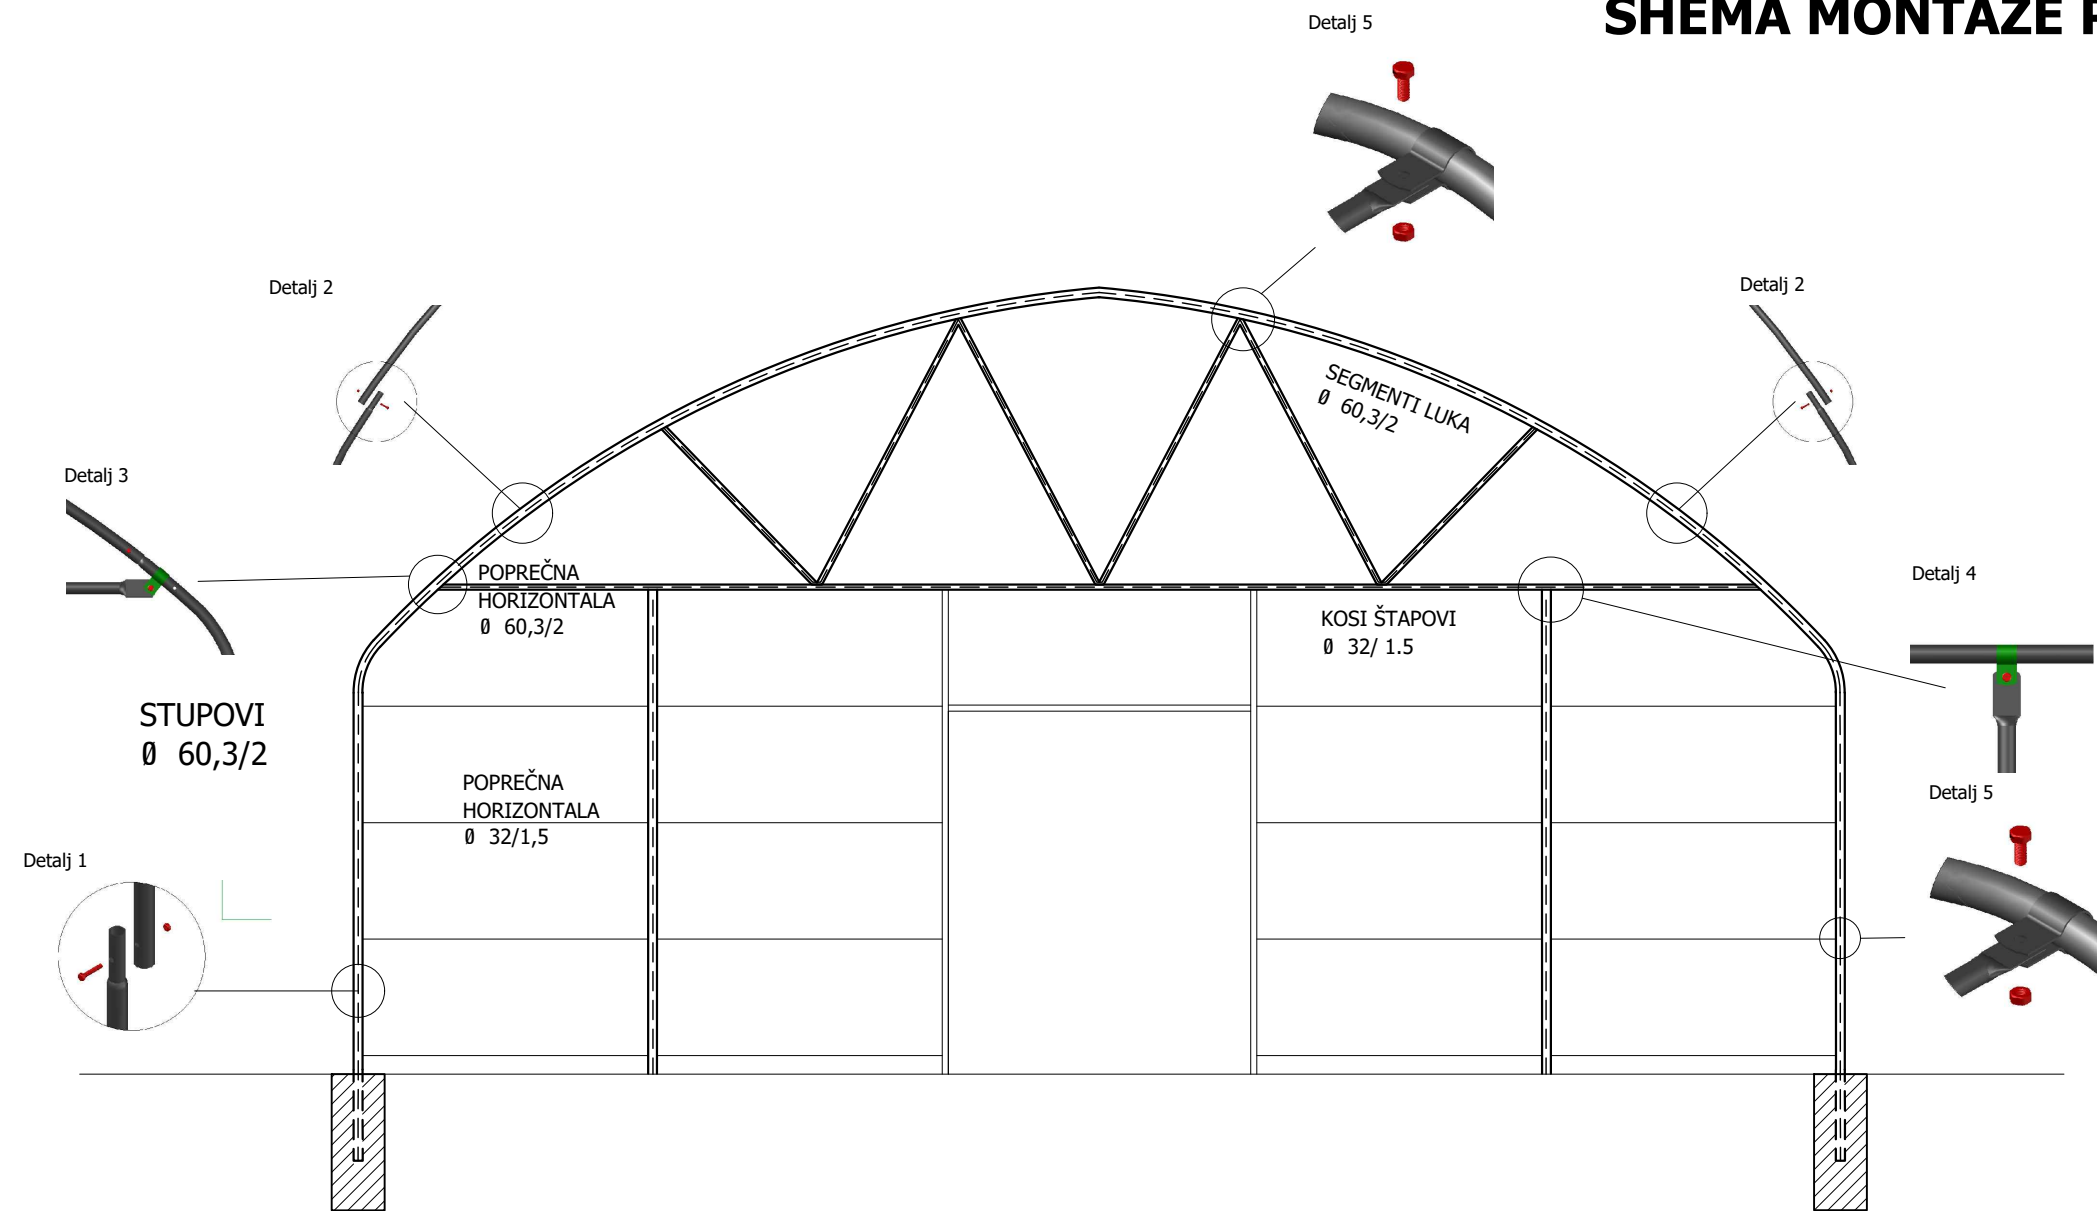 SHEMA MONTAŽE
Detalj 5
Detalj 2
Detalj 2
SEGMENTI LUKA
Ø 60,3/2
Detalj 3
POPREČNA
HORIZONTALA
Ø 60,3/2
Detalj 4
KOSI ŠTAPOVI
Ø 32/ 1.5
STUPOVI
Ø 60,3/2
POPREČNA
HORIZONTALA
Ø 32/1,5
Detalj 5
Detalj 1